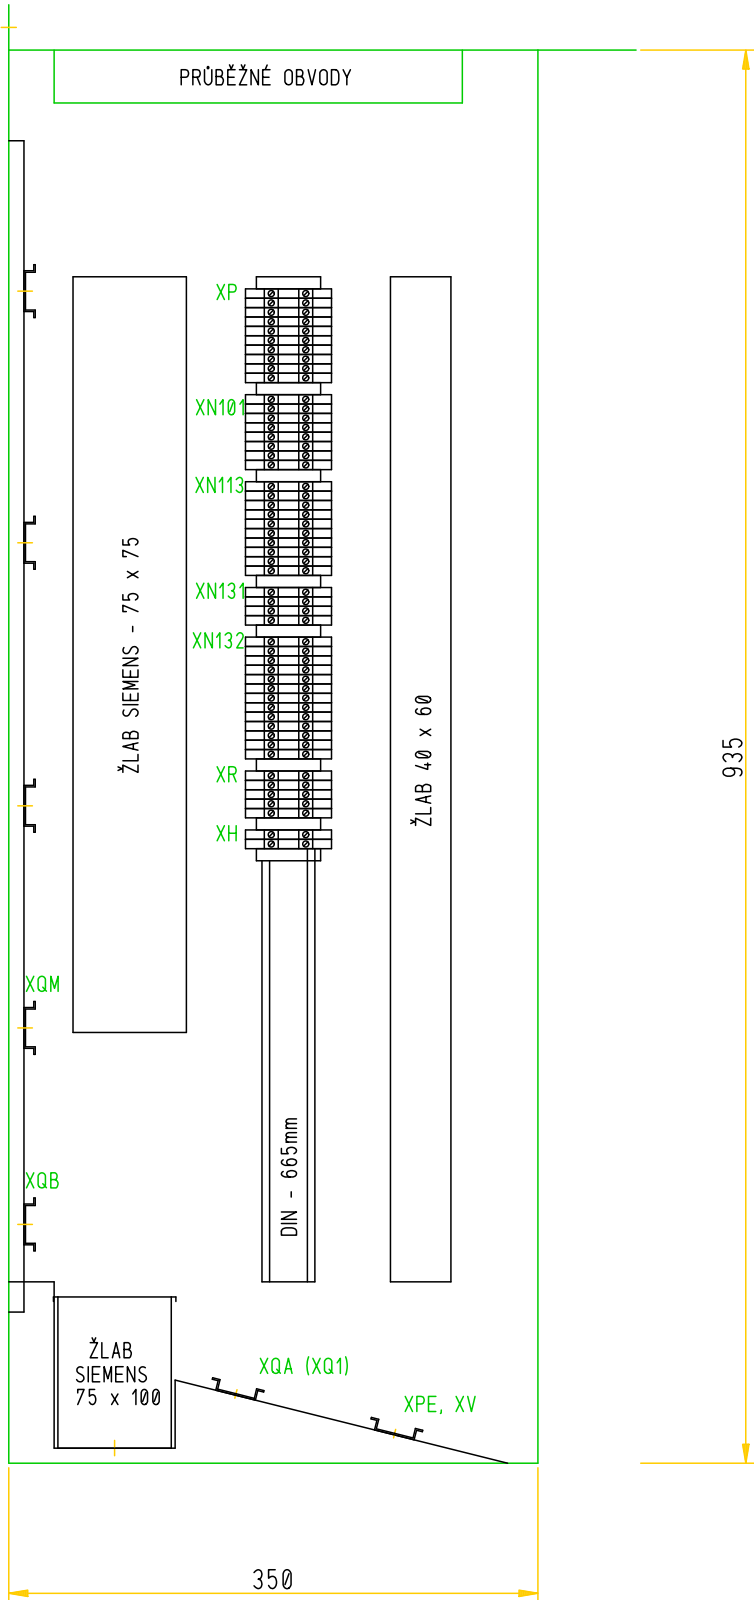 PRŮBĚŽNÉ OBVODY
XP
XN101
XN113
XN131
XN132
XR
XH
ŽLAB SIEMENS - 75 x 75
ŽLAB 40 x 60
935
XQM
XQB
DIN - 665mm
ŽLAB
SIEMENS
75 x 100
XQA (XQ1)
XPE, XV
350